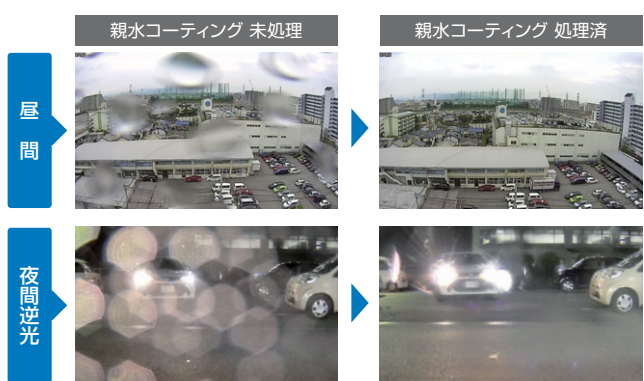 親水コーティング 未処理
親水コーティング 処理済
昼間
夜間逆光